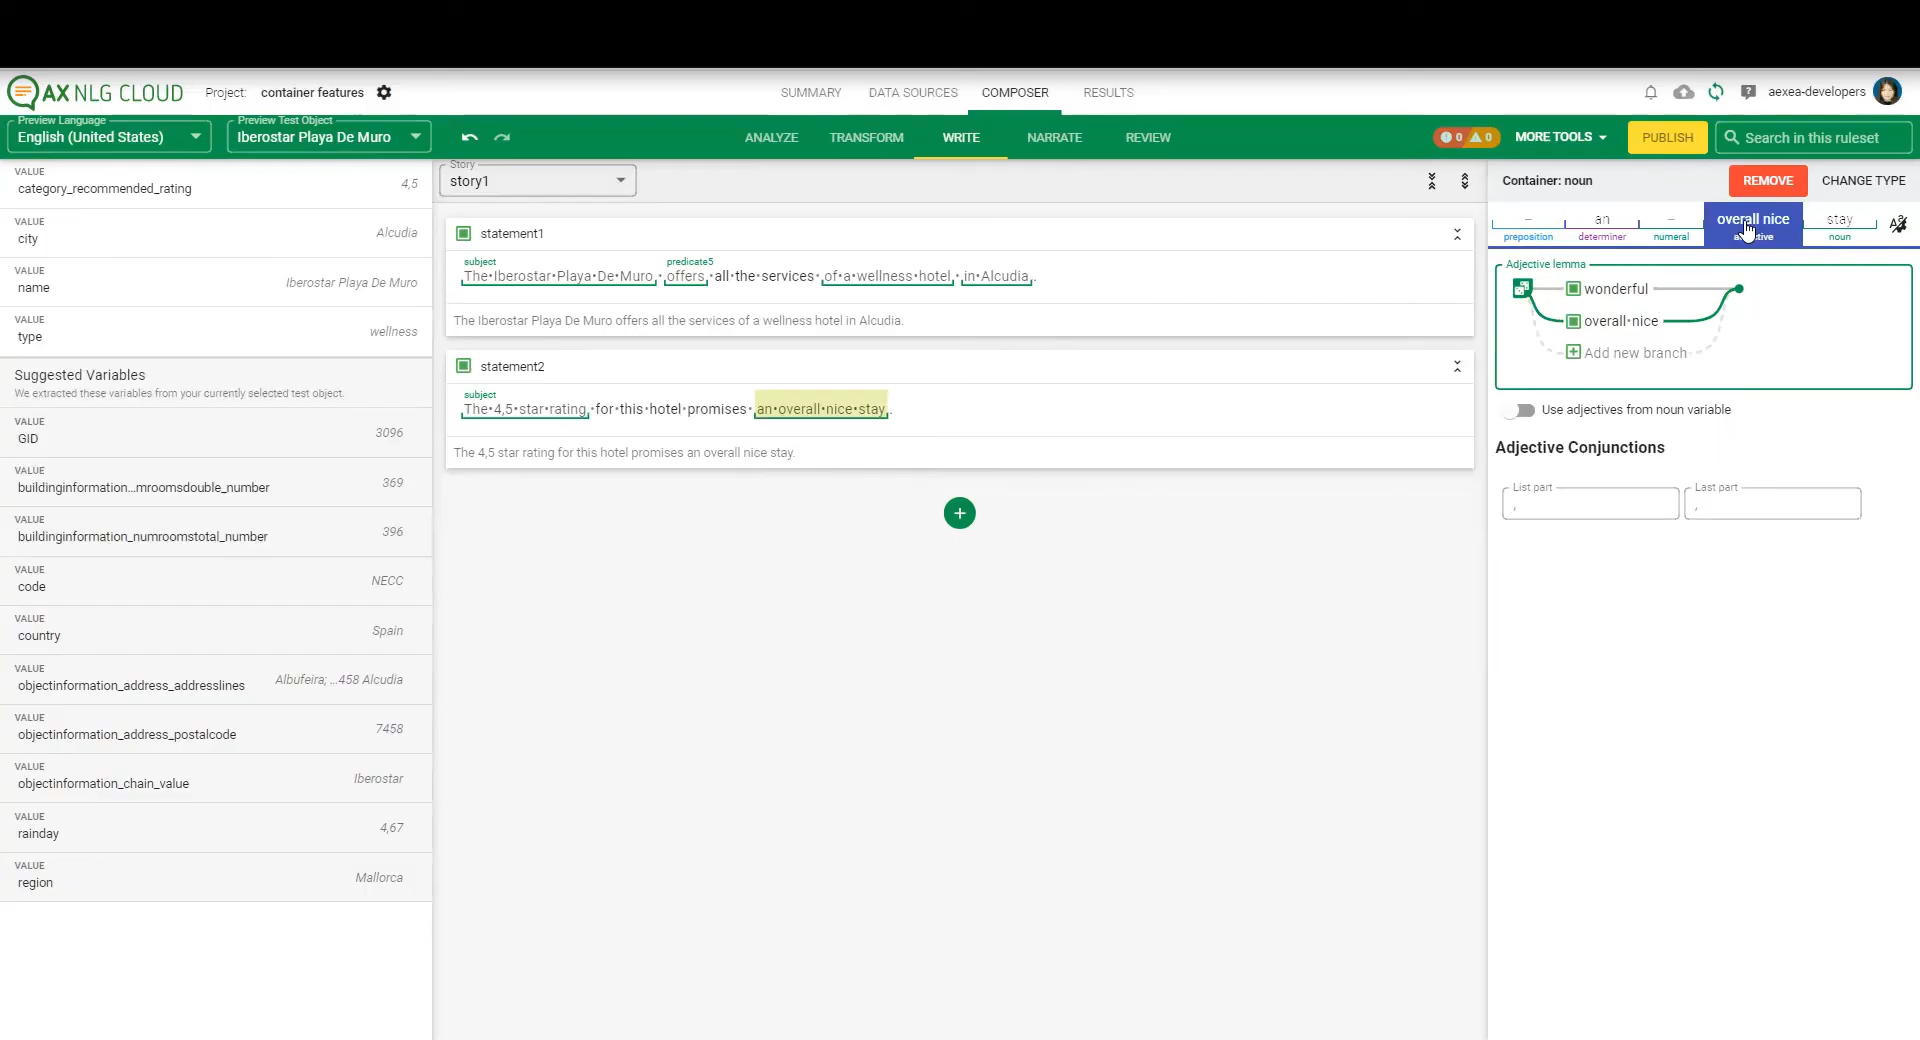 AX NLG CLOUD
Project: container features
SUMMARY DATA SOURCES COMPOSER RESULTS
aexea-developers
Preview Language
English (United States)
Preview Test Object
Iberostar Playa De Muro
ANALYZE TRANSFORM WRITE NARRATE REVIEW
0 0
MORE TOOLS
PUBLISH
Search in this ruleset
VALUE
category_recommended_rating 4,5
VALUE
city Alcudia
VALUE
name Iberostar Playa De Muro
VALUE
type wellness
Suggested Variables
We extracted these variables from your currently selected test object.
VALUE
GID 3096
VALUE
buildinginformation...mroomsdouble_number 369
VALUE
buildinginformation_numroomstotal_number 396
VALUE
code NECC
VALUE
country Spain
VALUE
objectinformation_address_addresslines Albufeira; ...458 Alcudia
VALUE
objectinformation_address_postalcode 7458
VALUE
objectinformation_chain_value Iberostar
VALUE
rainday 4,67
VALUE
region Mallorca
Story
story1
statement1
subject predicate5
The•Iberostar•Playa•De•Muro, • offers, •all•the•services• of•a•wellness•hotel, • in•Alcudia, .
The Iberostar Playa De Muro offers all the services of a wellness hotel in Alcudia.
statement2
subject
The•4,5•star•rating, •for•this•hotel•promises• an•overall•nice•stay, .
The 4,5 star rating for this hotel promises an overall nice stay.
+
Container: noun
REMOVE
CHANGE TYPE
– an – overall nice stay
preposition determiner numeral noun
Adjective lemma
wonderful
overall•nice
Add new branch
Use adjectives from noun variable
Adjective Conjunctions
List part
,
Last part
,